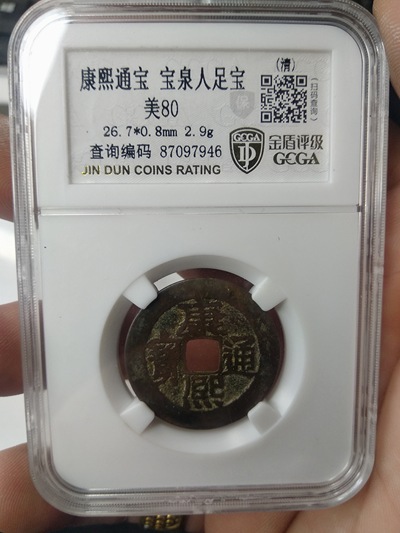 康熙通宝 宝泉人足宝
(清)
美80
26.7*0.8mm 2.9g
查询编码 87097946
JIN DUN COINS RATING
扫码查询
GCGA
金盾评级
GCGA
康熙通寶